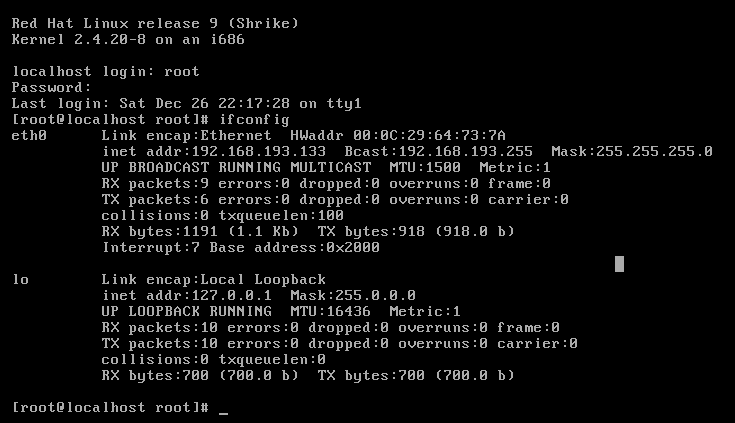 Red Hat Linux release 9 (Shrike)
Kernel 2.4.20-8 on an i686
localhost login: root
Password:
Last login: Sat Dec 26 22:17:28 on tty1
[root@localhost root]# ifconfig
eth0      Link encap:Ethernet  HWaddr 00:0C:29:64:73:7A
          inet addr:192.168.193.133  Bcast:192.168.193.255  Mask:255.255.255.0
          UP BROADCAST RUNNING MULTICAST  MTU:1500  Metric:1
          RX packets:9 errors:0 dropped:0 overruns:0 frame:0
          TX packets:6 errors:0 dropped:0 overruns:0 carrier:0
          collisions:0 txqueuelen:100
          RX bytes:1191 (1.1 Kb)  TX bytes:918 (918.0 b)
          Interrupt:7 Base address:0x2000
lo        Link encap:Local Loopback
          inet addr:127.0.0.1  Mask:255.0.0.0
          UP LOOPBACK RUNNING  MTU:16436  Metric:1
          RX packets:10 errors:0 dropped:0 overruns:0 frame:0
          TX packets:10 errors:0 dropped:0 overruns:0 carrier:0
          collisions:0 txqueuelen:0
          RX bytes:700 (700.0 b)  TX bytes:700 (700.0 b)
[root@localhost root]# _